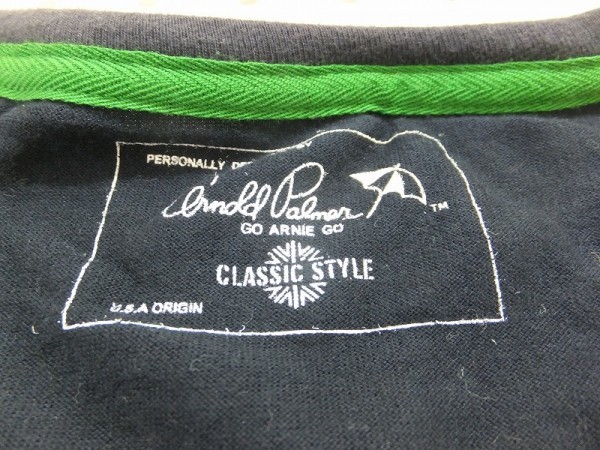 PERSONALLY
Arnold Palmer
TM
GO ARNIE GO
CLASSIC STYLE
U.S.A ORIGIN